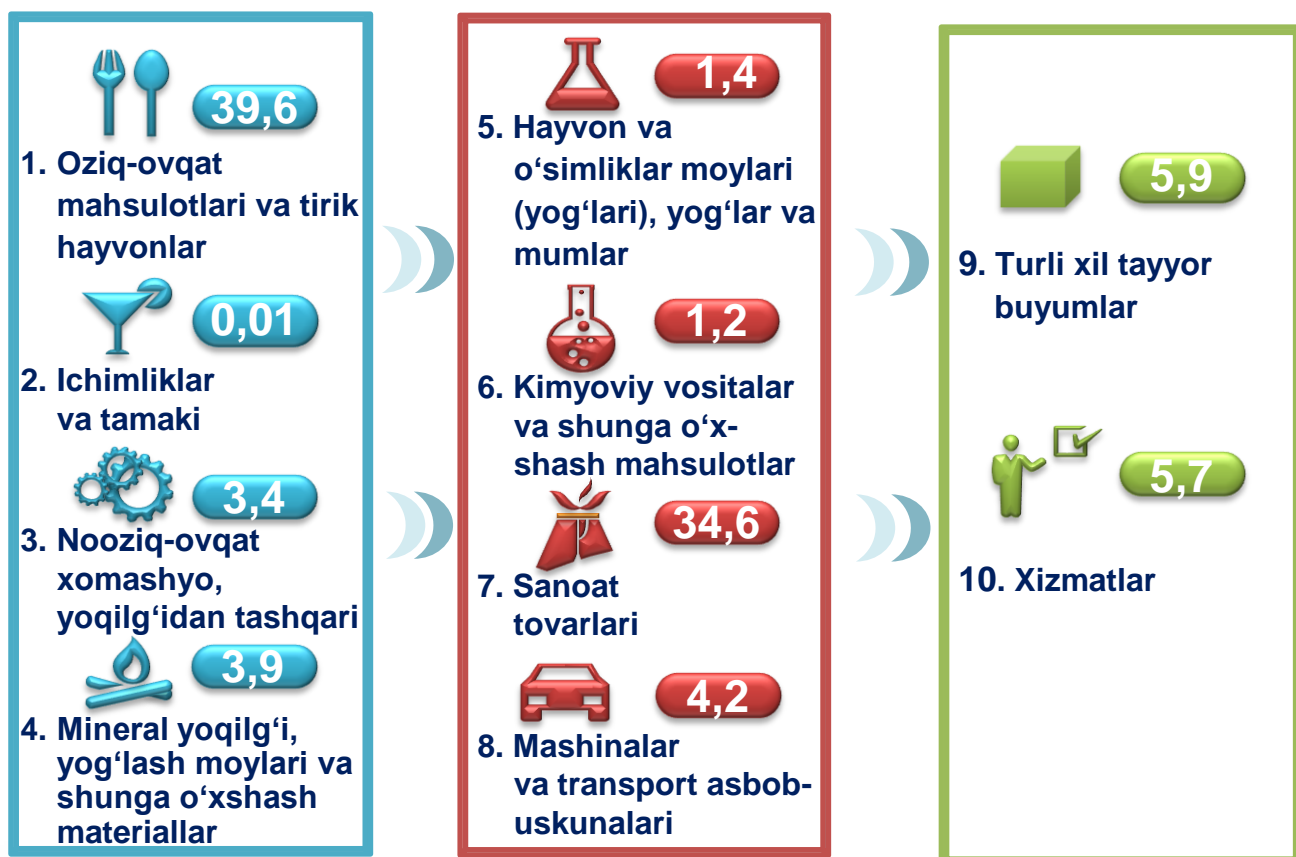 39,6
1. Oziq-ovqat
mahsulotlari va tirik
hayvonlar
0,01
2. Ichimliklar
va tamaki
3,4
3. Nooziq-ovqat
xomashyo,
yoqilg‘idan tashqari
3,9
4. Mineral yoqilg‘i,
yog‘lash moylari va
shunga o‘xshash
materiallar
1,4
5. Hayvon va
o‘simliklar moylari
(yog‘lari), yog‘lar va
mumlar
1,2
6. Kimyoviy vositalar
va shunga o‘x-
shash mahsulotlar
34,6
7. Sanoat
tovarlari
4,2
8. Mashinalar
va transport asbob-
uskunalari
5,9
9. Turli xil tayyor
buyumlar
5,7
10. Xizmatlar